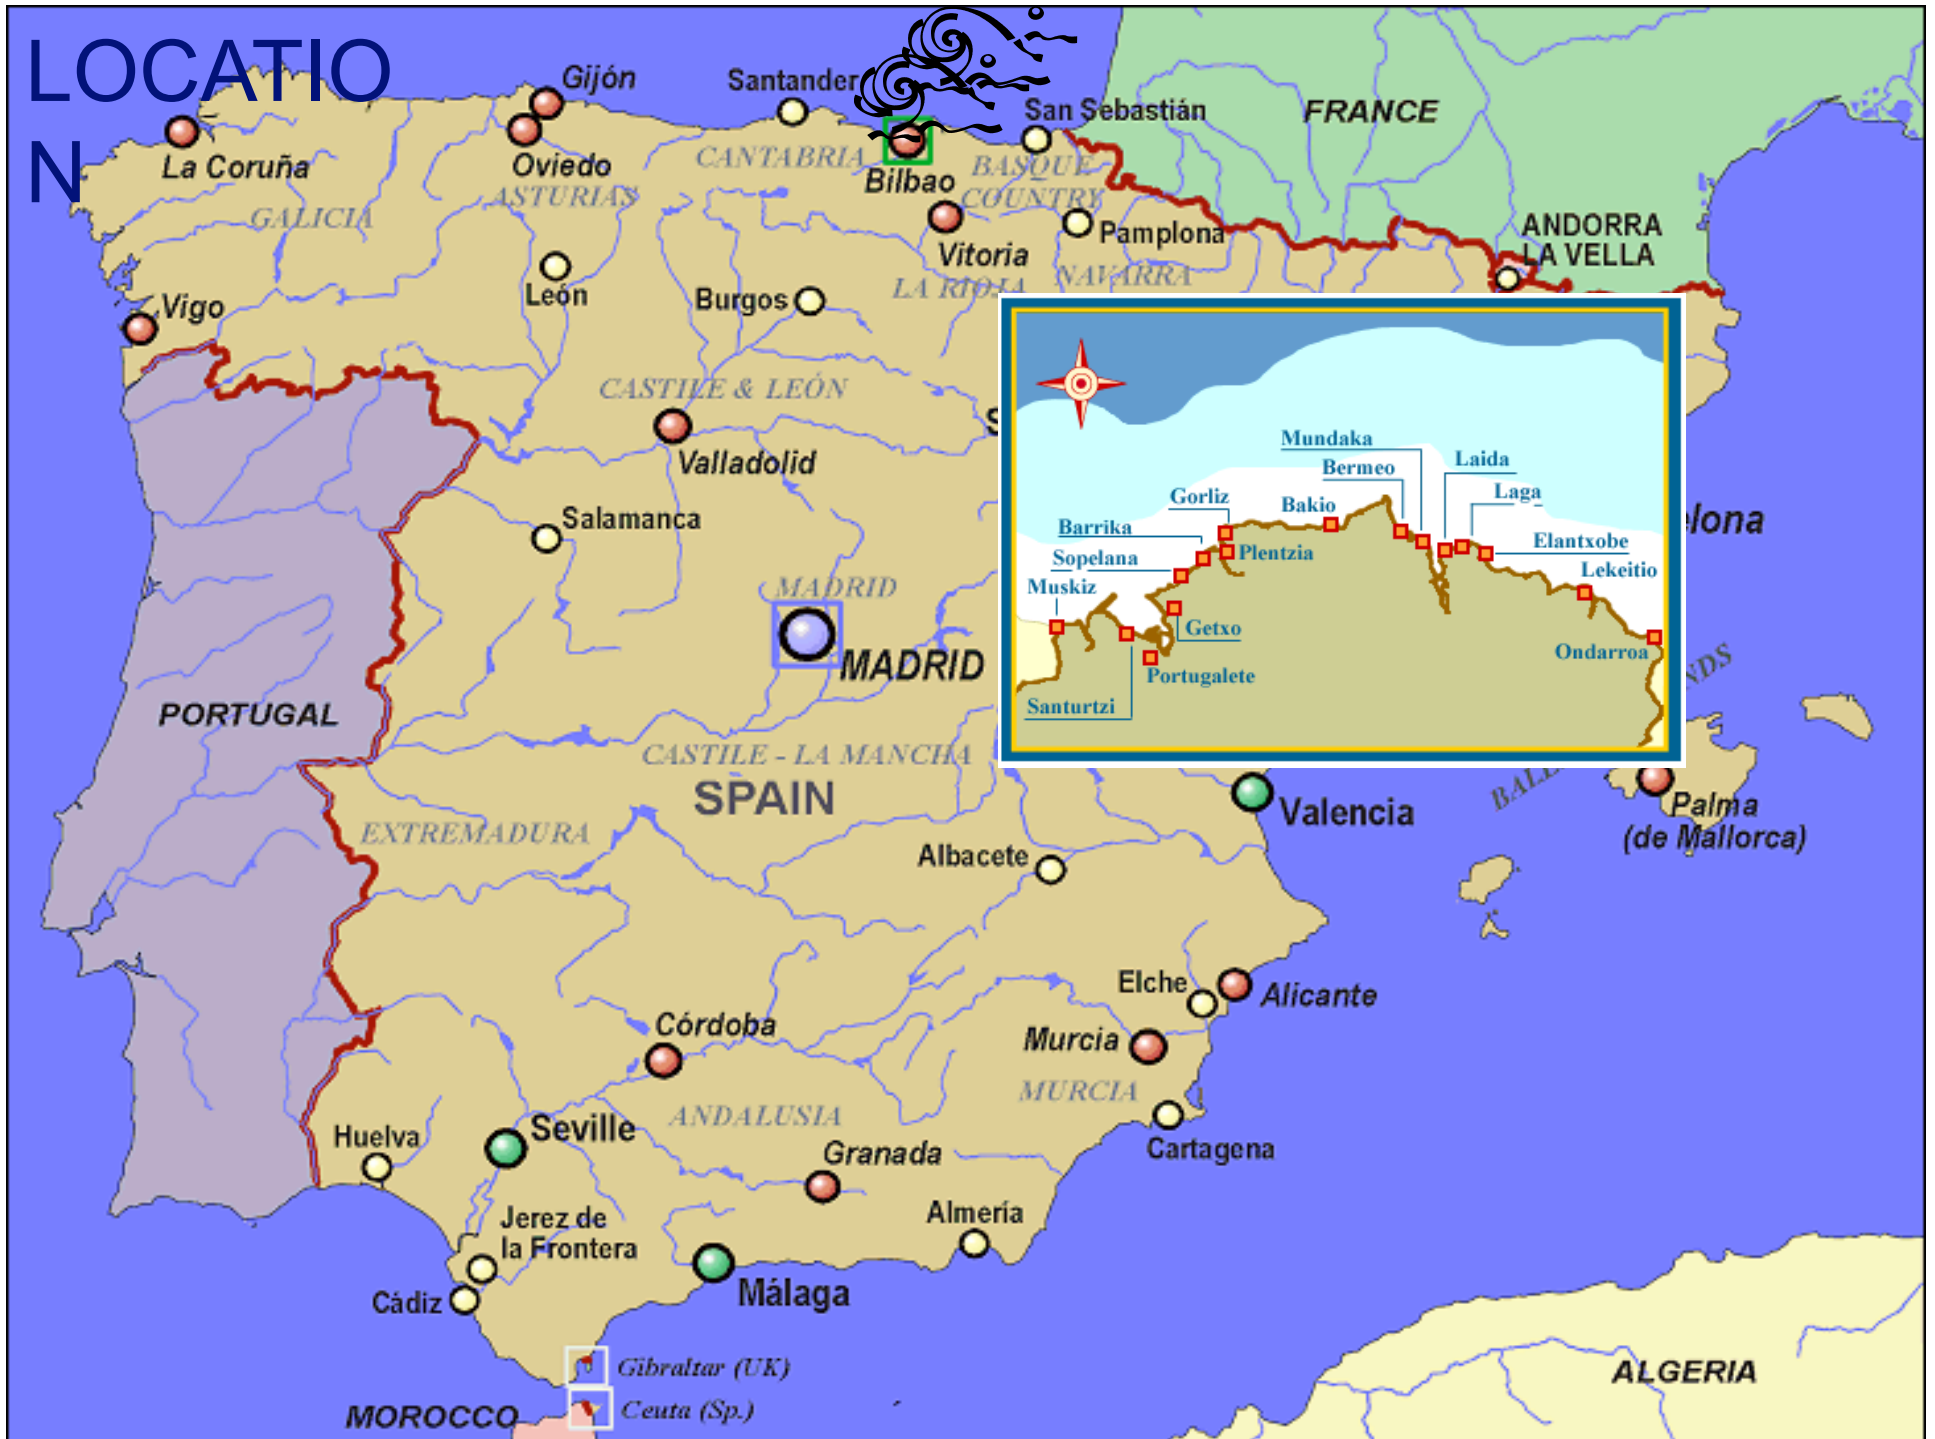 LOCATIO
N
Gijón
Santander
San Sebastián
FRANCE
La Coruña
Oviedo
CANTABRIA
Bilbao
BASQUE
COUNTRY
ASTURIAS
GALICIA
Vitoria
Pamplona
ANDORRA
LA VELLA
León
Burgos
LA RIOJA
NAVARRA
Vigo
CASTILE & LEÓN
Valladolid
Salamanca
MADRID
MADRID
PORTUGAL
CASTILE - LA MANCHA
SPAIN
EXTREMADURA
Mundaka
Laida
Bermeo
Laga
Gorliz
Bakio
Barrika
Plentzia
Elantxobe
Sopelana
Lekeitio
Muskiz
Getxo
Ondarroa
Portugalete
Santurtzi
elona
NDS
BALE
Valencia
Palma
(de Mallorca)
Albacete
Elche
Alicante
Córdoba
Murcia
MURCIA
ANDALUSIA
Seville
Huelva
Granada
Cartagena
Jerez de
la Frontera
Almería
Cádiz
Málaga
Gibraltar (UK)
Ceuta (Sp.)
MOROCCO
ALGERIA